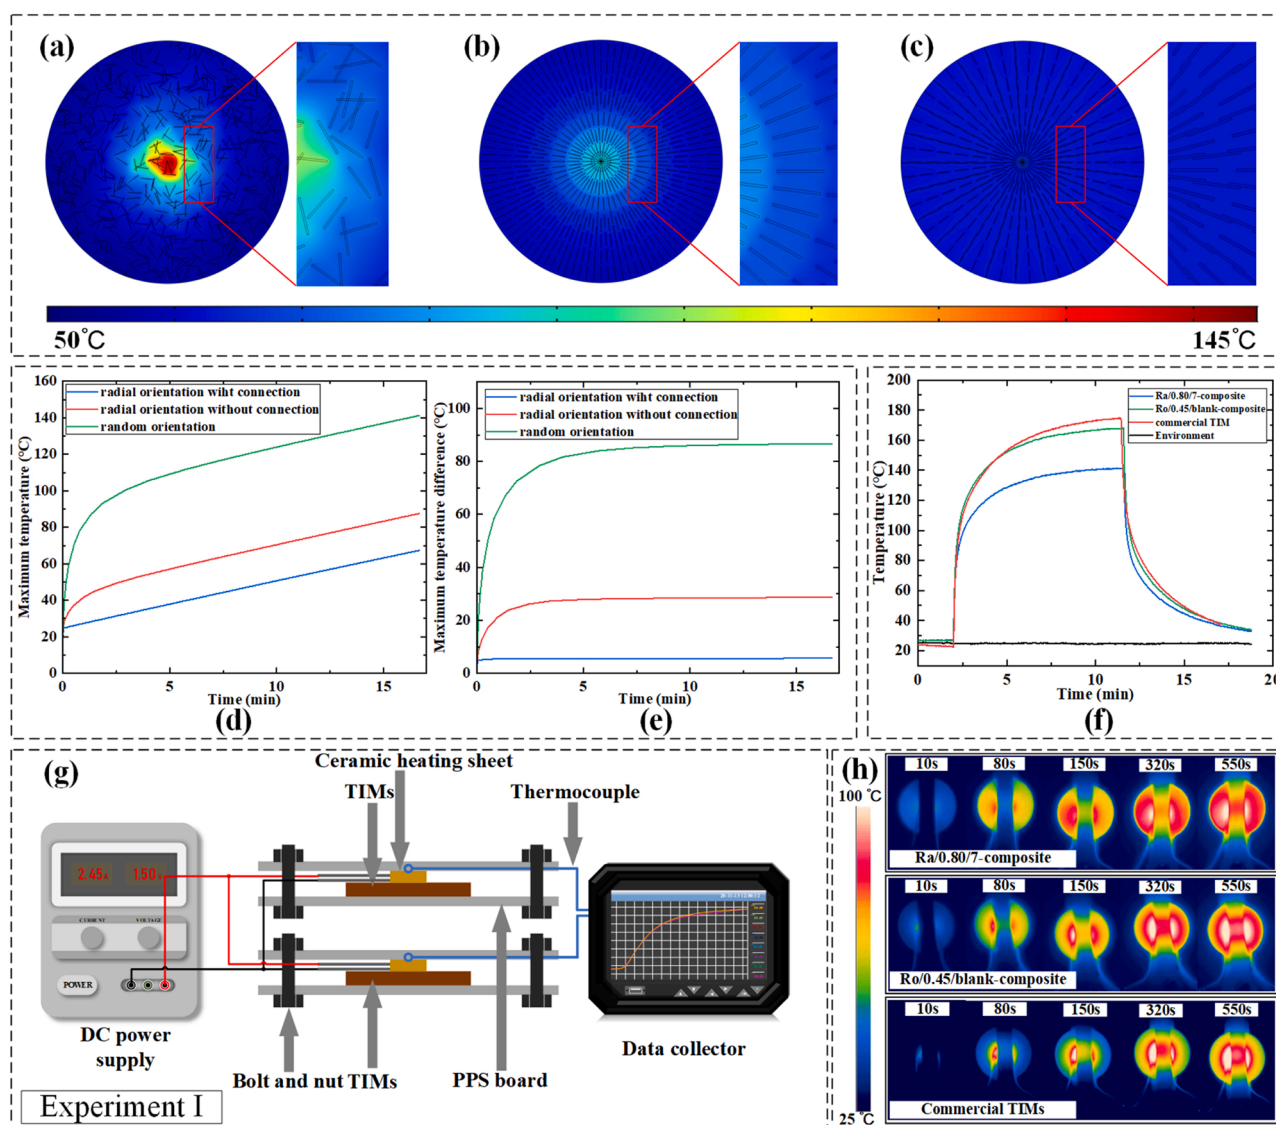 (a)
(b)
(c)
50℃
145℃
160
140
120
100
80
60
40
20
0
Maximum temperature (℃)
radial orientation wiht connection
radial orientation without connection
random orientation
0
5
10
15
Time (min)
(d)
100
80
60
40
20
0
Maximum temperature difference (℃)
radial orientation wiht connection
radial orientation without connection
random orientation
0
5
10
15
Time (min)
(e)
200
180
160
140
120
100
80
60
40
20
Temperature (℃)
Ra/0.80/7-composite
Ro/0.45/blank-composite
commercial TIM
Environment
0
5
10
15
20
Time (min)
(f)
(g)
Ceramic heating sheet
TIMs
Thermocouple
2.45A
1.50
CURRENT
VOLTAGE
POWER
DC power
supply
Bolt and nut
TIMs
PPS board
Data collector
Experiment I
(h)
100 ℃
25 ℃
10s
80s
150s
320s
550s
Ra/0.80/7-composite
10s
80s
150s
320s
550s
Ro/0.45/blank-composite
10s
80s
150s
320s
550s
Commercial TIMs